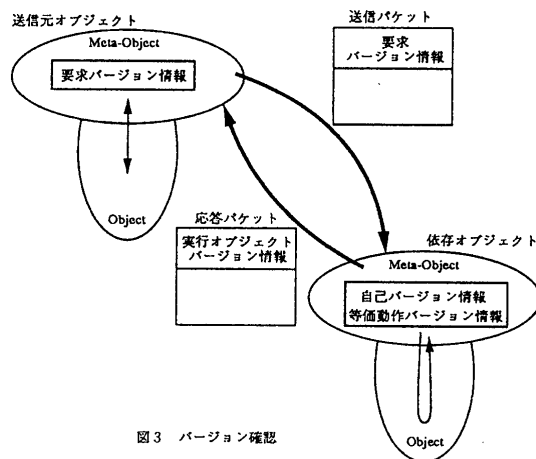 送信元オブジェクト
Meta-Object
要求バージョン情報
Object
送信パケット
要求
バージョン情報
応答パケット
実行オブジェクト
バージョン情報
依存オブジェクト
Meta-Object
自己バージョン情報
等価動作バージョン情報
Object
図3 バージョン確認